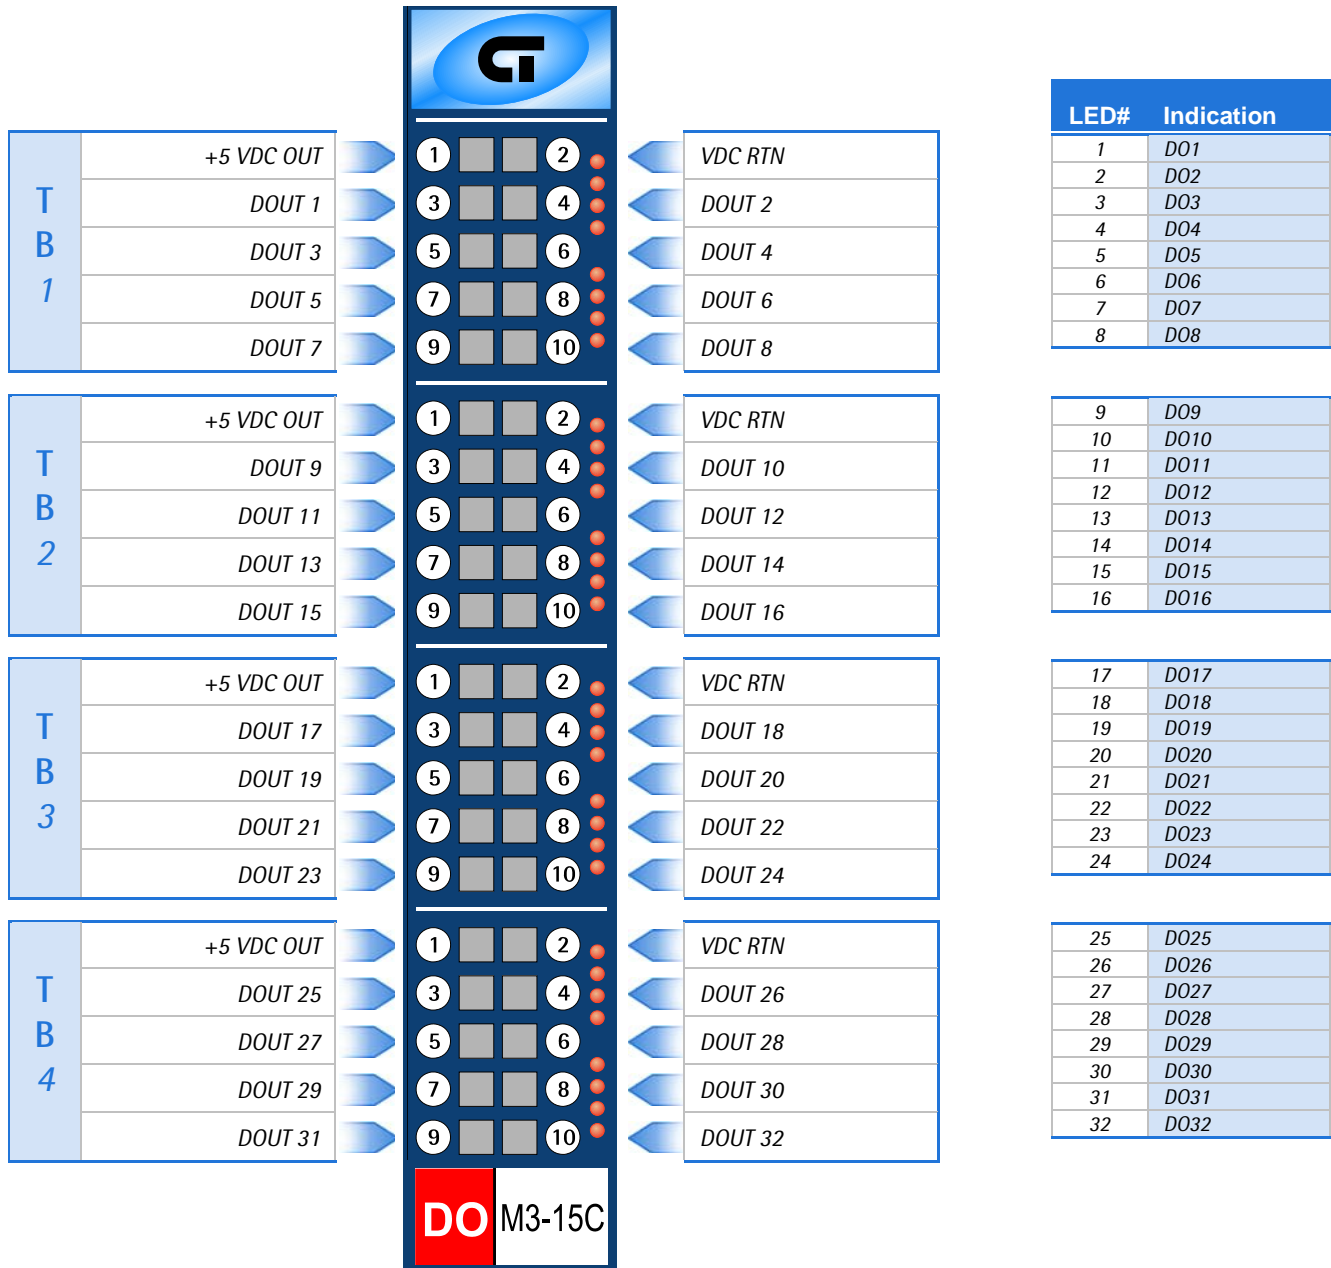 CT
LED# Indication
T B 1
+5 VDC OUT 1 2 VDC RTN
DOUT 1 3 4 DOUT 2
DOUT 3 5 6 DOUT 4
DOUT 5 7 8 DOUT 6
DOUT 7 9 10 DOUT 8
1 DO1
2 DO2
3 DO3
4 DO4
5 DO5
6 DO6
7 DO7
8 DO8
T B 2
+5 VDC OUT 1 2 VDC RTN
DOUT 9 3 4 DOUT 10
DOUT 11 5 6 DOUT 12
DOUT 13 7 8 DOUT 14
DOUT 15 9 10 DOUT 16
9 DO9
10 DO10
11 DO11
12 DO12
13 DO13
14 DO14
15 DO15
16 DO16
T B 3
+5 VDC OUT 1 2 VDC RTN
DOUT 17 3 4 DOUT 18
DOUT 19 5 6 DOUT 20
DOUT 21 7 8 DOUT 22
DOUT 23 9 10 DOUT 24
17 DO17
18 DO18
19 DO19
20 DO20
21 DO21
22 DO22
23 DO23
24 DO24
T B 4
+5 VDC OUT 1 2 VDC RTN
DOUT 25 3 4 DOUT 26
DOUT 27 5 6 DOUT 28
DOUT 29 7 8 DOUT 30
DOUT 31 9 10 DOUT 32
25 DO25
26 DO26
27 DO27
28 DO28
29 DO29
30 DO30
31 DO31
32 DO32
DO M3-15C